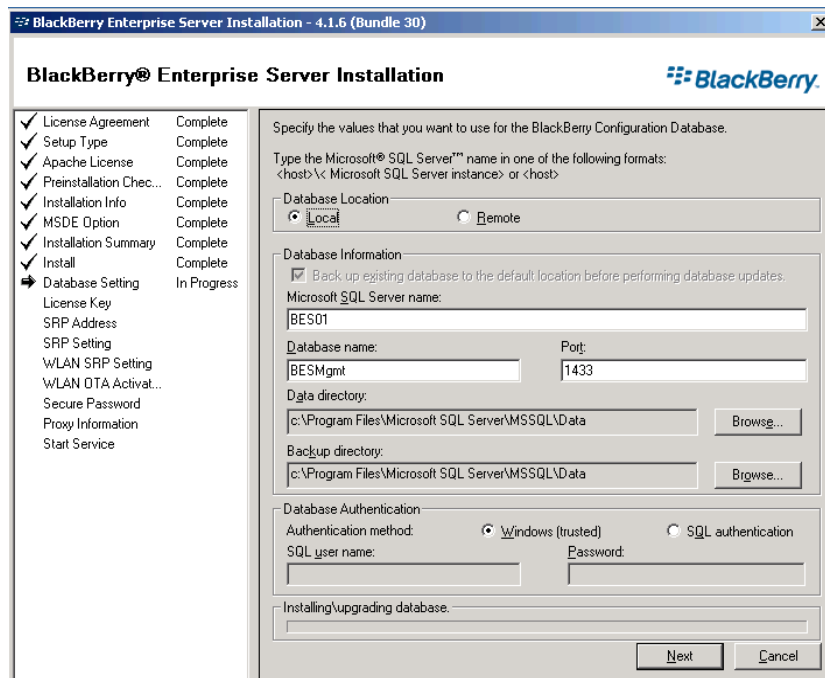 BlackBerry Enterprise Server Installation - 4.1.6 (Bundle 30)
BlackBerry® Enterprise Server Installation
BlackBerry.
License Agreement Complete
Setup Type Complete
Apache License Complete
Preinstallation Chec... Complete
Installation Info Complete
MSDE Option Complete
Installation Summary Complete
Install Complete
Database Setting In Progress
License Key
SRP Address
SRP Setting
WLAN SRP Setting
WLAN OTA Activat...
Secure Password
Proxy Information
Start Service
Specify the values that you want to use for the BlackBerry Configuration Database.
Type the Microsoft® SQL Server™ name in one of the following formats:
<host>\< Microsoft SQL Server instance> or <host>
Database Location
Local Remote
Database Information
Back up existing database to the default location before performing database updates.
Microsoft SQL Server name:
BES01
Database name: Port:
BESMgmt 1433
Data directory:
c:\Program Files\Microsoft SQL Server\MSSQL\Data Browse...
Backup directory:
c:\Program Files\Microsoft SQL Server\MSSQL\Data Browse...
Database Authentication
Authentication method: Windows (trusted) SQL authentication
SQL user name: Password:
Installing\upgrading database.
Next Cancel